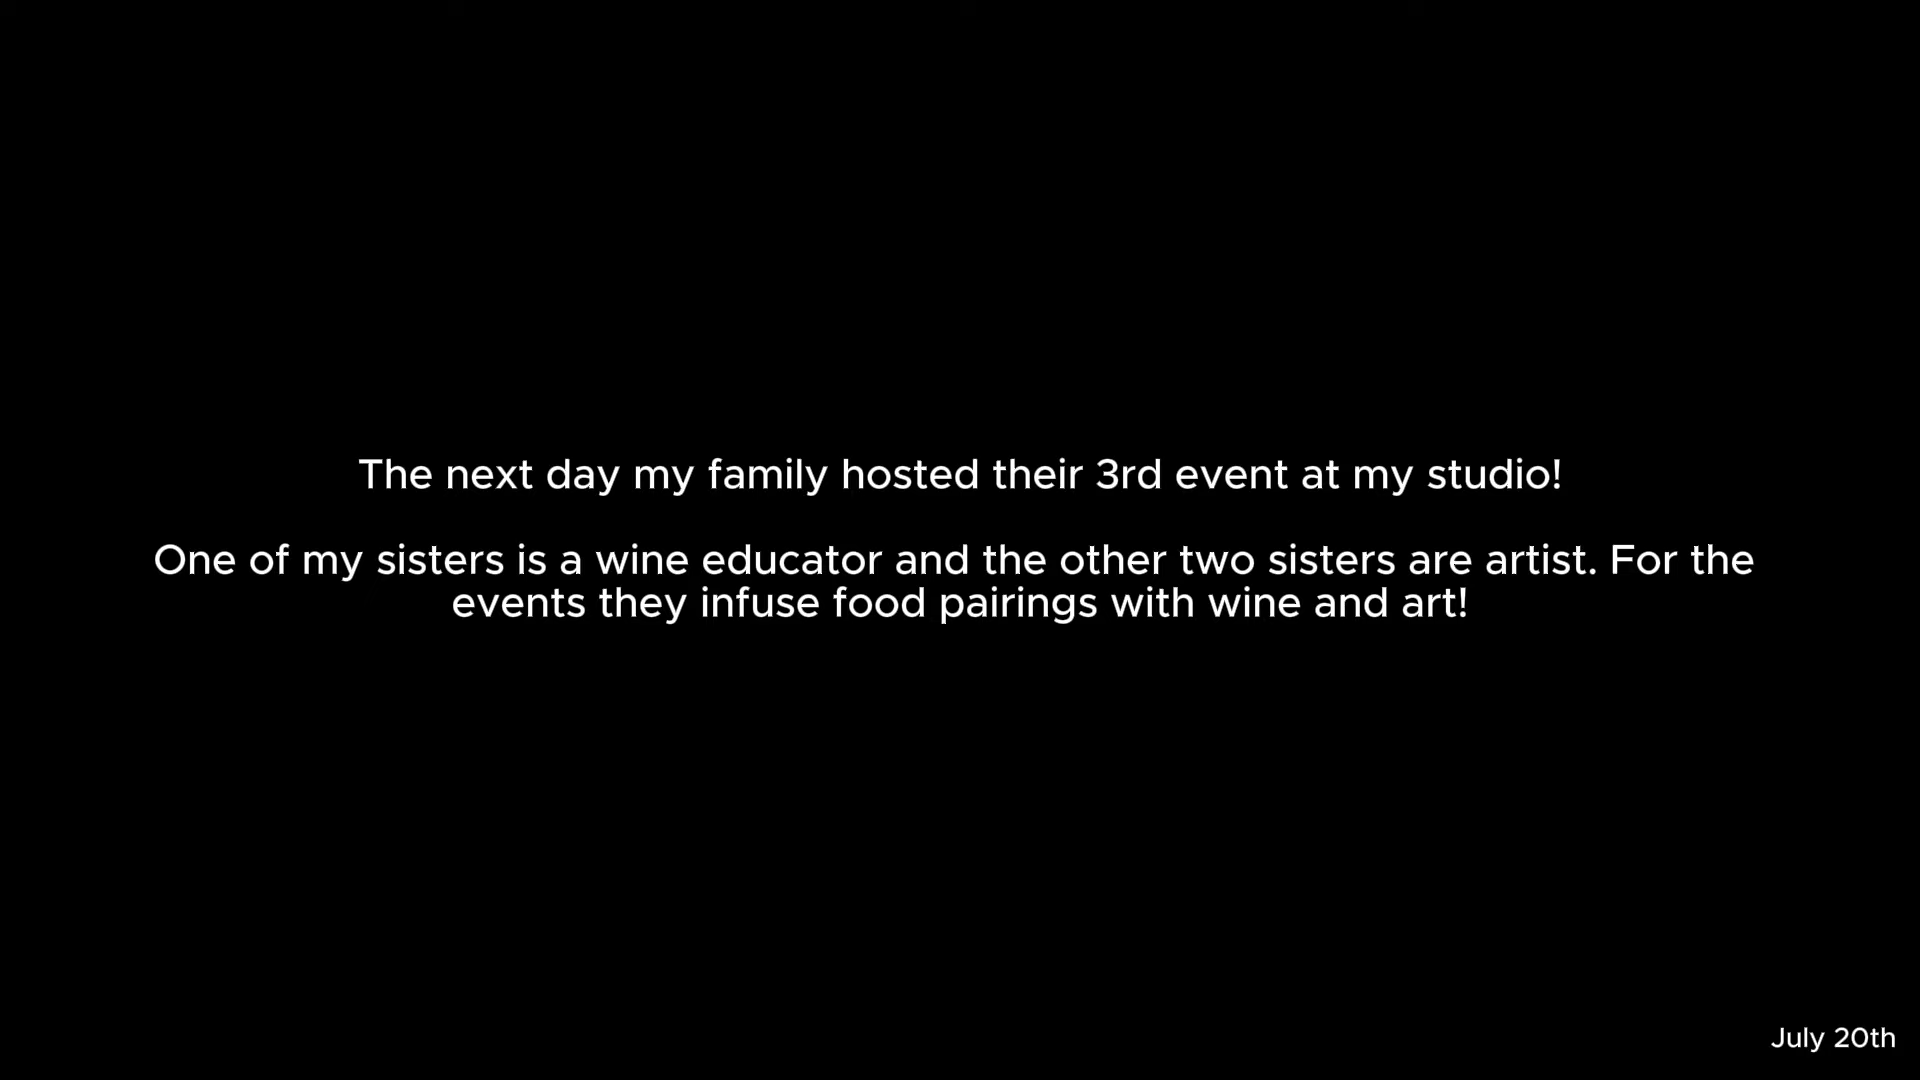 The next day my family hosted their 3rd event at my studio!
One of my sisters is a wine educator and the other two sisters are artist. For the
events they infuse food pairings with wine and art!
July 20th